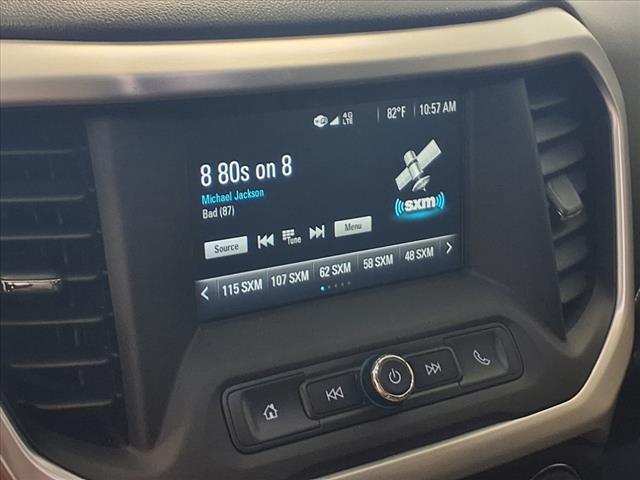 4G LTE 82°F 10:57 AM
8 80s on 8
Michael Jackson
Bad (87)
sxm
Source Tune Menu
115 SXM 107 SXM 62 SXM 58 SXM 48 SXM